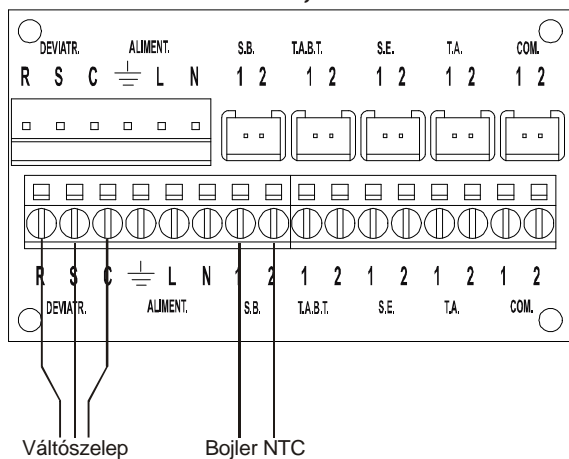 DEVIATR. ALIMENT. S.B. T.A.B.T. S.E. T.A. COM.
R S C L N 1 2 1 2 1 2 1 2 1 2
R S C L N 1 2 1 2 1 2 1 2 1 2
DEVIATR. ALIMENT. S.B. T.A.B.T. S.E. T.A. COM.
Váltószelep Bojler NTC